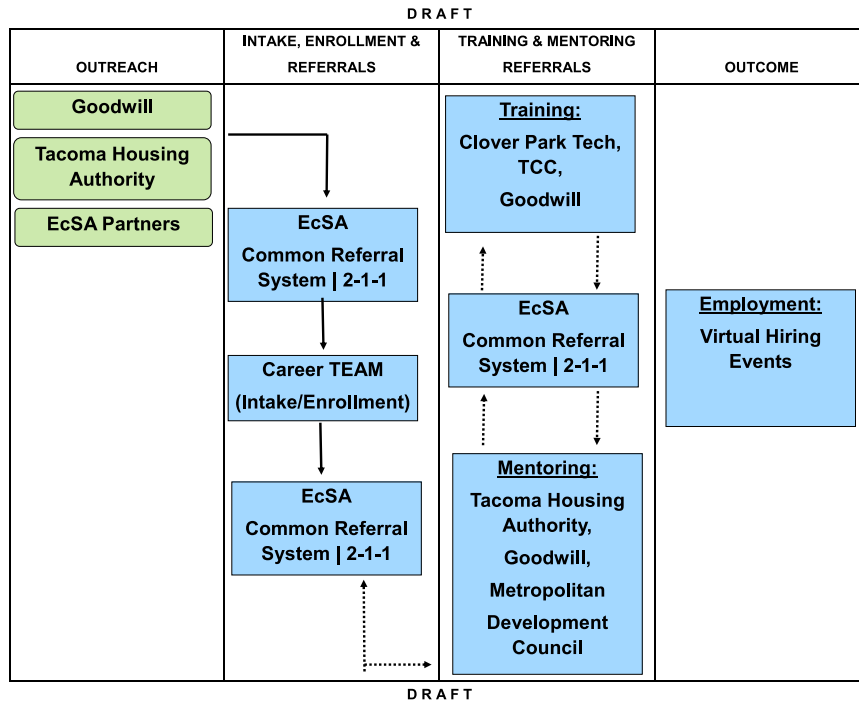 DRAFT
OUTREACH
INTAKE, ENROLLMENT &
REFERRALS
TRAINING & MENTORING
REFERRALS
OUTCOME
Goodwill
Tacoma Housing
Authority
EcSA Partners
EcSA
Common Referral
System | 2-1-1
Career TEAM
(Intake/Enrollment)
EcSA
Common Referral
System | 2-1-1
Training:
Clover Park Tech,
TCC,
Goodwill
EcSA
Common Referral
System | 2-1-1
Mentoring:
Tacoma Housing
Authority,
Goodwill,
Metropolitan
Development
Council
Employment:
Virtual Hiring
Events
DRAFT